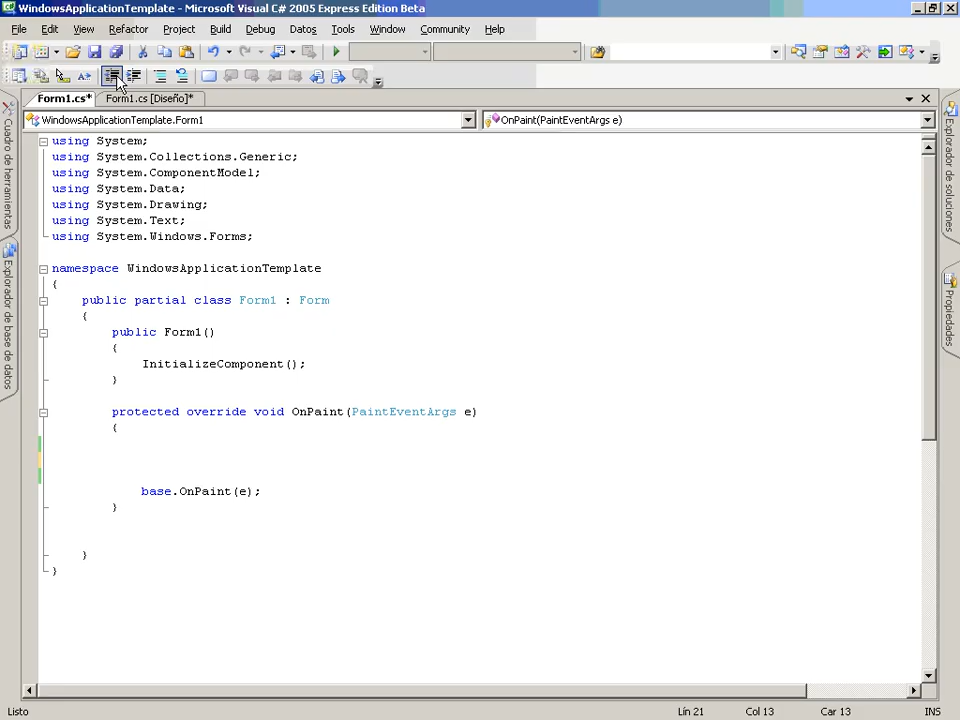 WindowsApplicationTemplate - Microsoft Visual C# 2005 Express Edition Beta
File Edit View Refactor Project Build Debug Datos Tools Window Community Help
Form1.cs* Form1.cs [Diseño]*
WindowsApplicationTemplate.Form1 OnPaint(PaintEventArgs e)
using System;
using System.Collections.Generic;
using System.ComponentModel;
using System.Data;
using System.Drawing;
using System.Text;
using System.Windows.Forms;
namespace WindowsApplicationTemplate
{
public partial class Form1 : Form
{
public Form1()
{
InitializeComponent();
}
protected override void OnPaint(PaintEventArgs e)
{
base.OnPaint(e);
}
}
}
Cuadro de herramientas
Explorador de base de datos
Explorador de soluciones
Propiedades
Listo Lín 21 Col 13 Car 13 INS